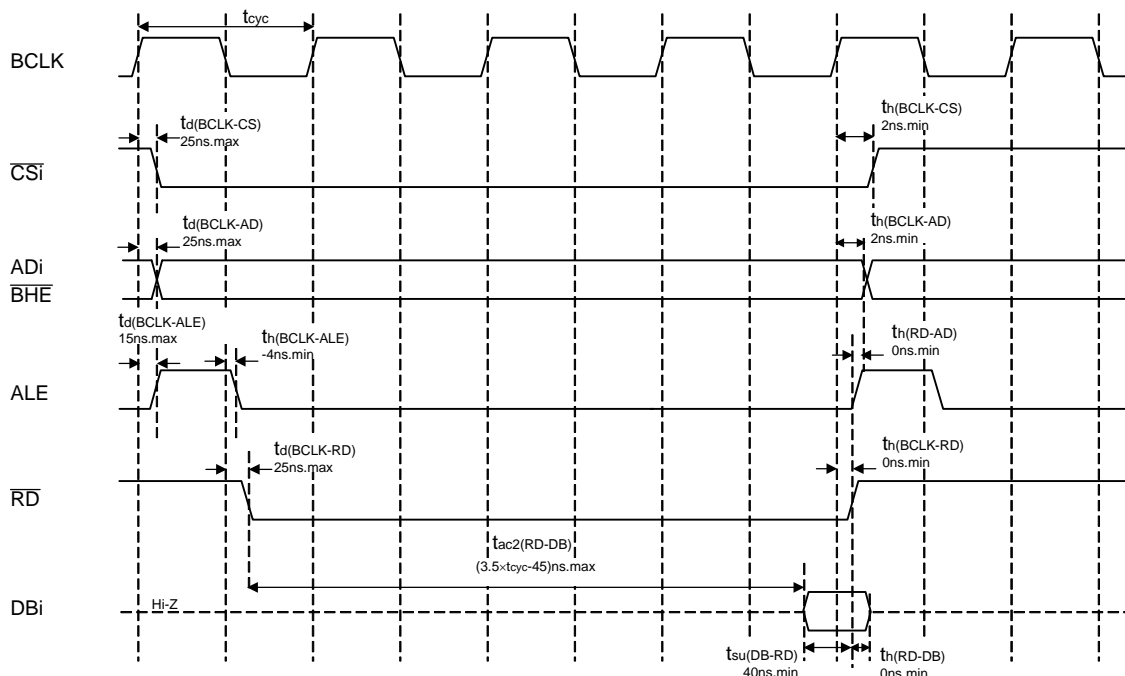 tcyc
BCLK
td(BCLK-CS)
25ns.max
th(BCLK-CS)
2ns.min
CSi
td(BCLK-AD)
25ns.max
th(BCLK-AD)
2ns.min
ADi
BHE
td(BCLK-ALE)
15ns.max
th(BCLK-ALE)
-4ns.min
th(RD-AD)
0ns.min
ALE
td(BCLK-RD)
25ns.max
th(BCLK-RD)
0ns.min
RD
tac2(RD-DB)
(3.5×tcyc-45)ns.max
Hi-Z
DBi
tsu(DB-RD)
40ns.min
th(RD-DB)
0ns.min